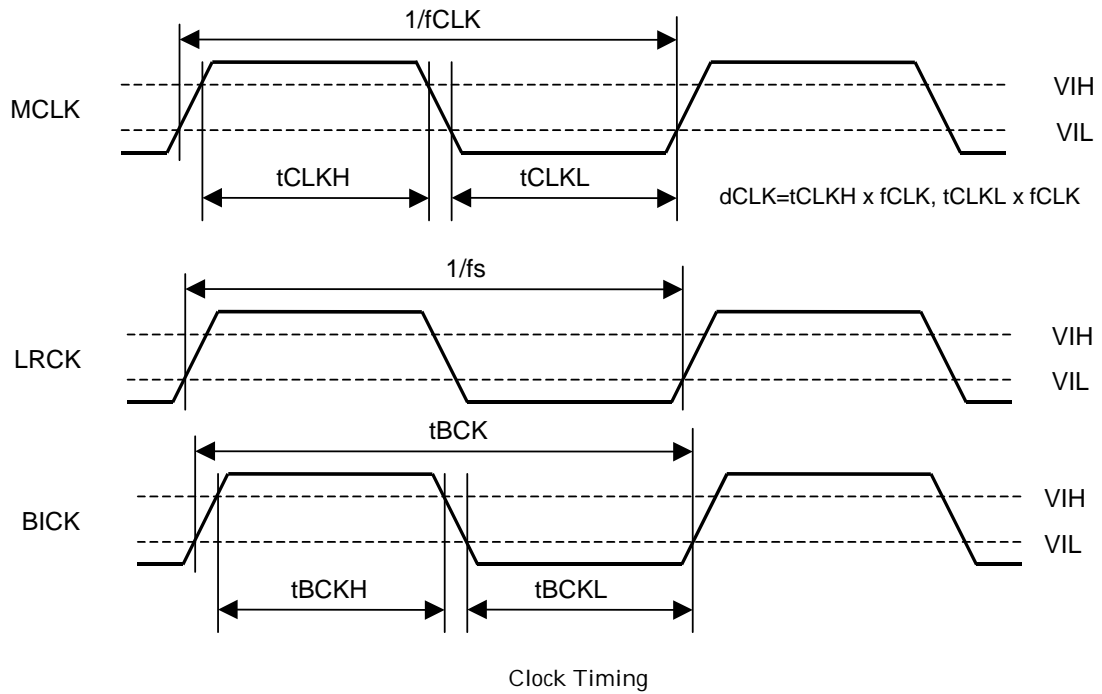 1/fCLK
MCLK
VIH
VIL
tCLKH
tCLKL
dCLK=tCLKH x fCLK, tCLKL x fCLK
1/fs
LRCK
VIH
VIL
tBCK
BICK
VIH
VIL
tBCKH
tBCKL
Clock Timing